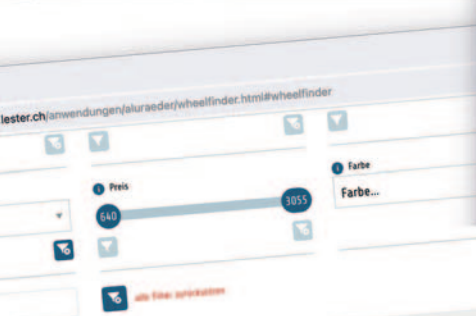 lester.ch/anwendungen/aluraeder/wheelfinder.html#wheelfinder
Preis
640
3055
Farbe
Farbe...
alle Filter zurücksetzen